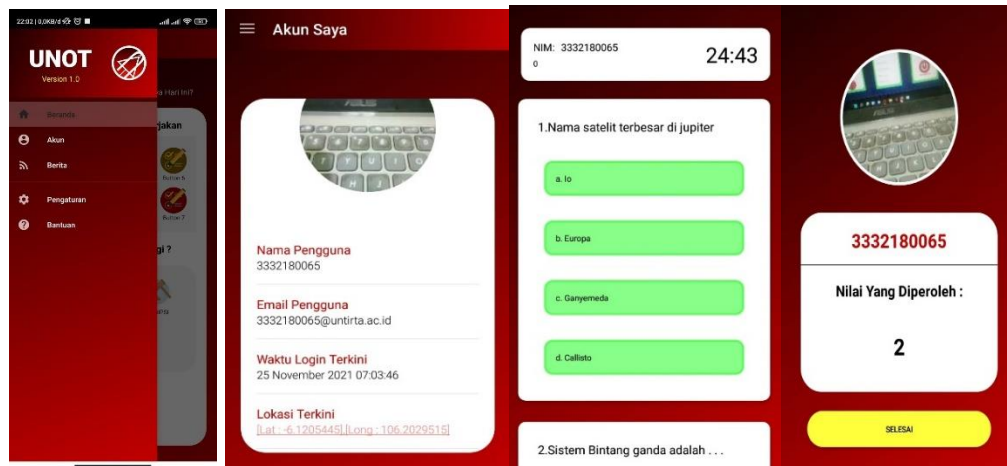 22:02 | 0,0KB/d
UNOT
Version 1.0
Beranda
Akun
Berita
Pengaturan
Bantuan
a Hari Ini?
rjakan
Button 6
Button 7
gi ?
Akun Saya
Nama Pengguna
3332180065
Email Pengguna
3332180065@untirta.ac.id
Waktu Login Terkini
25 November 2021 07:03:46
Lokasi Terkini
[Lat : -6.1205445],[Long : 106.2029515]
NIM: 3332180065
0
24:43
1.Nama satelit terbesar di jupiter
a. Io
b. Europa
c. Ganyemeda
d. Callisto
2.Sistem Bintang ganda adalah . . .
3332180065
Nilai Yang Diperoleh :
2
SELESAI